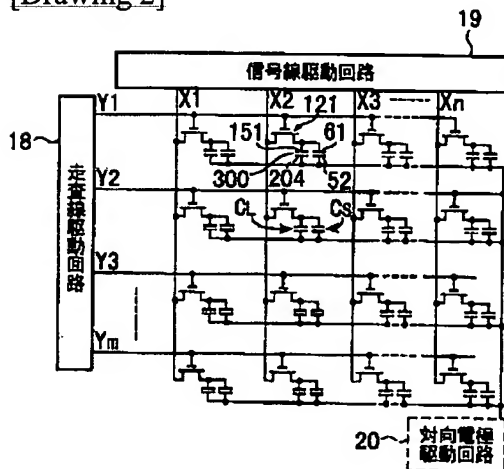 [Drawing 2]
19
信号線駆動回路
18
走査線駆動回路
Y1
X1
X2
X3
Xn
121
151
61
300
204
52
Y2
CL
CS
Y3
Ym
20
対向電極
駆動回路